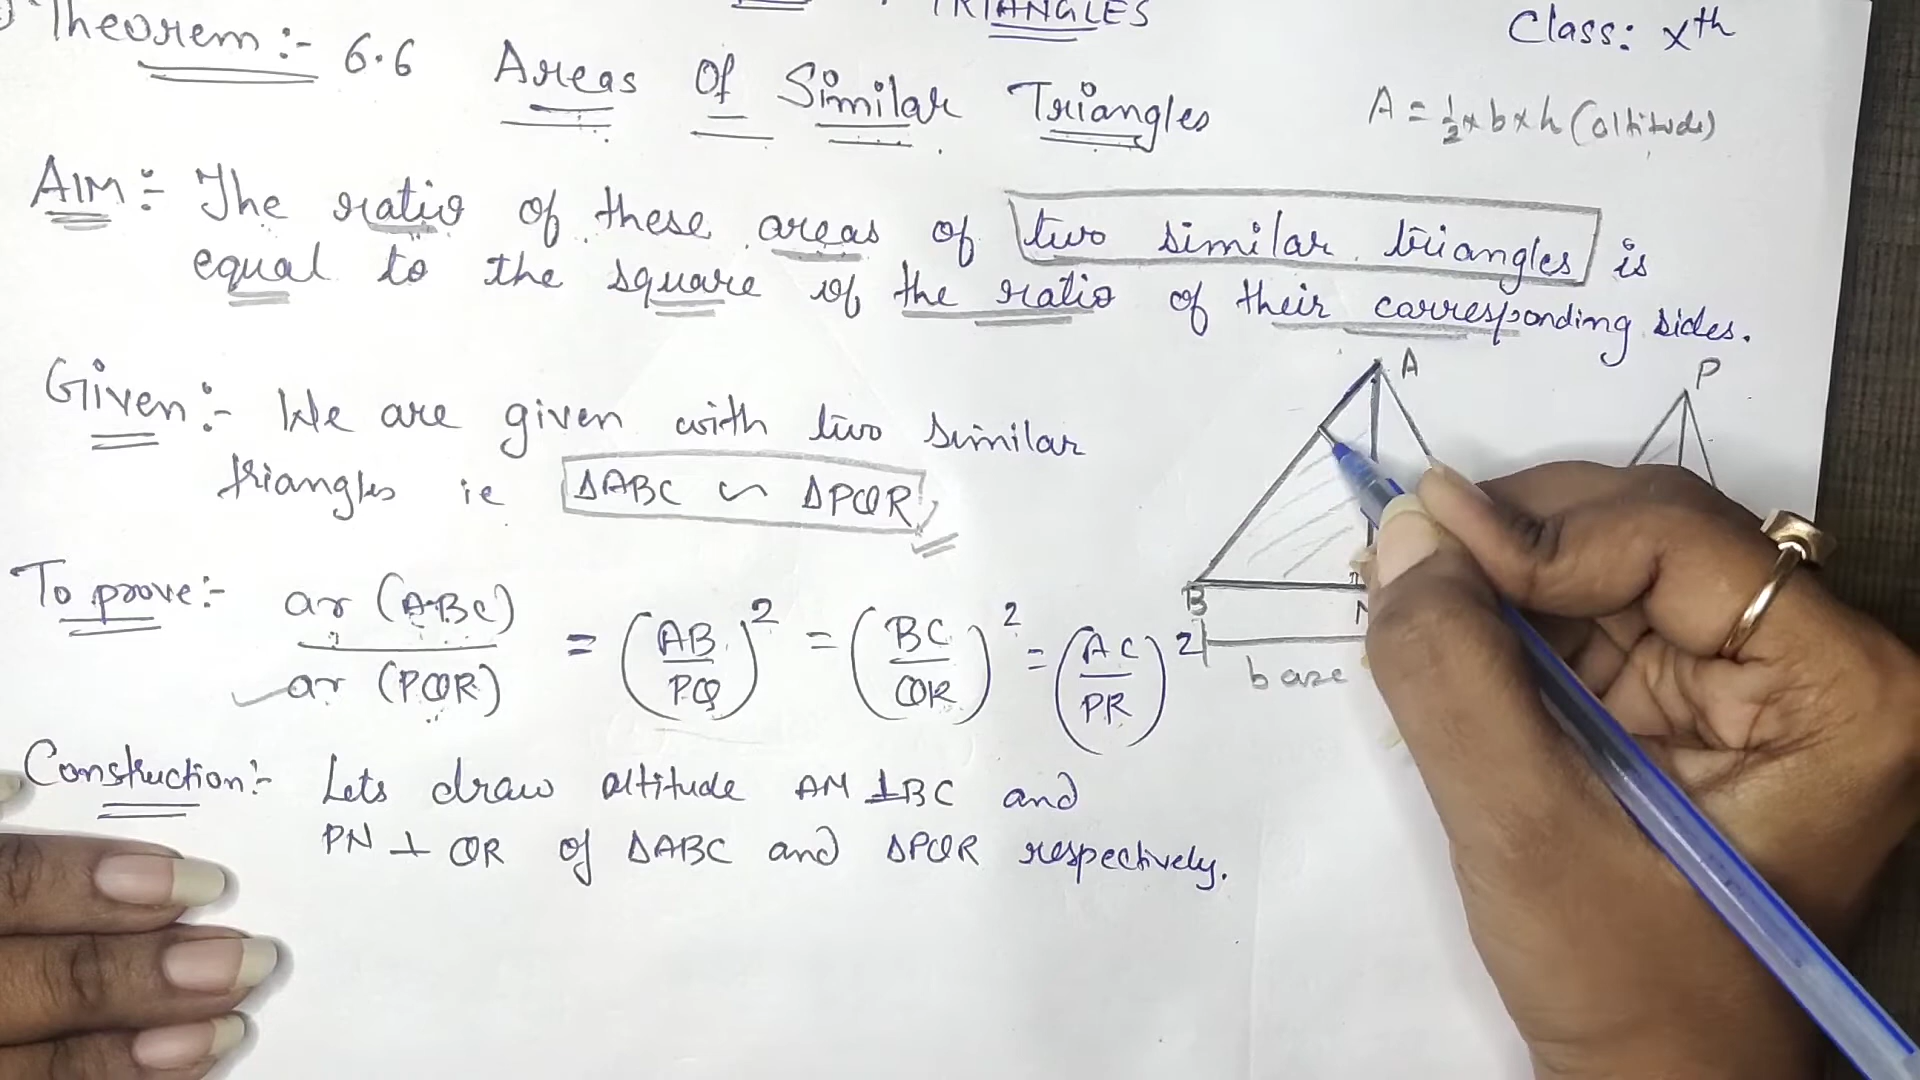 TRIANGLES
Class: Xth
Theorem:- 6.6 Areas Of Similar Triangles
A = 1/2 × b × h (altitude)
AIM:- The ratio of these areas of two similar triangles is
equal to the square of the ratio of their corresponding sides.
Given:- We are given with two similar
triangles ie ΔABC ∽ ΔPQR
A
P
B
base
To prove:- ar (ABC) / ar (PQR) = (AB/PQ)² = (BC/QR)² = (AC/PR)²
Construction:- Lets draw altitude AM ⊥ BC and
PN ⊥ QR of ΔABC and ΔPQR respectively.